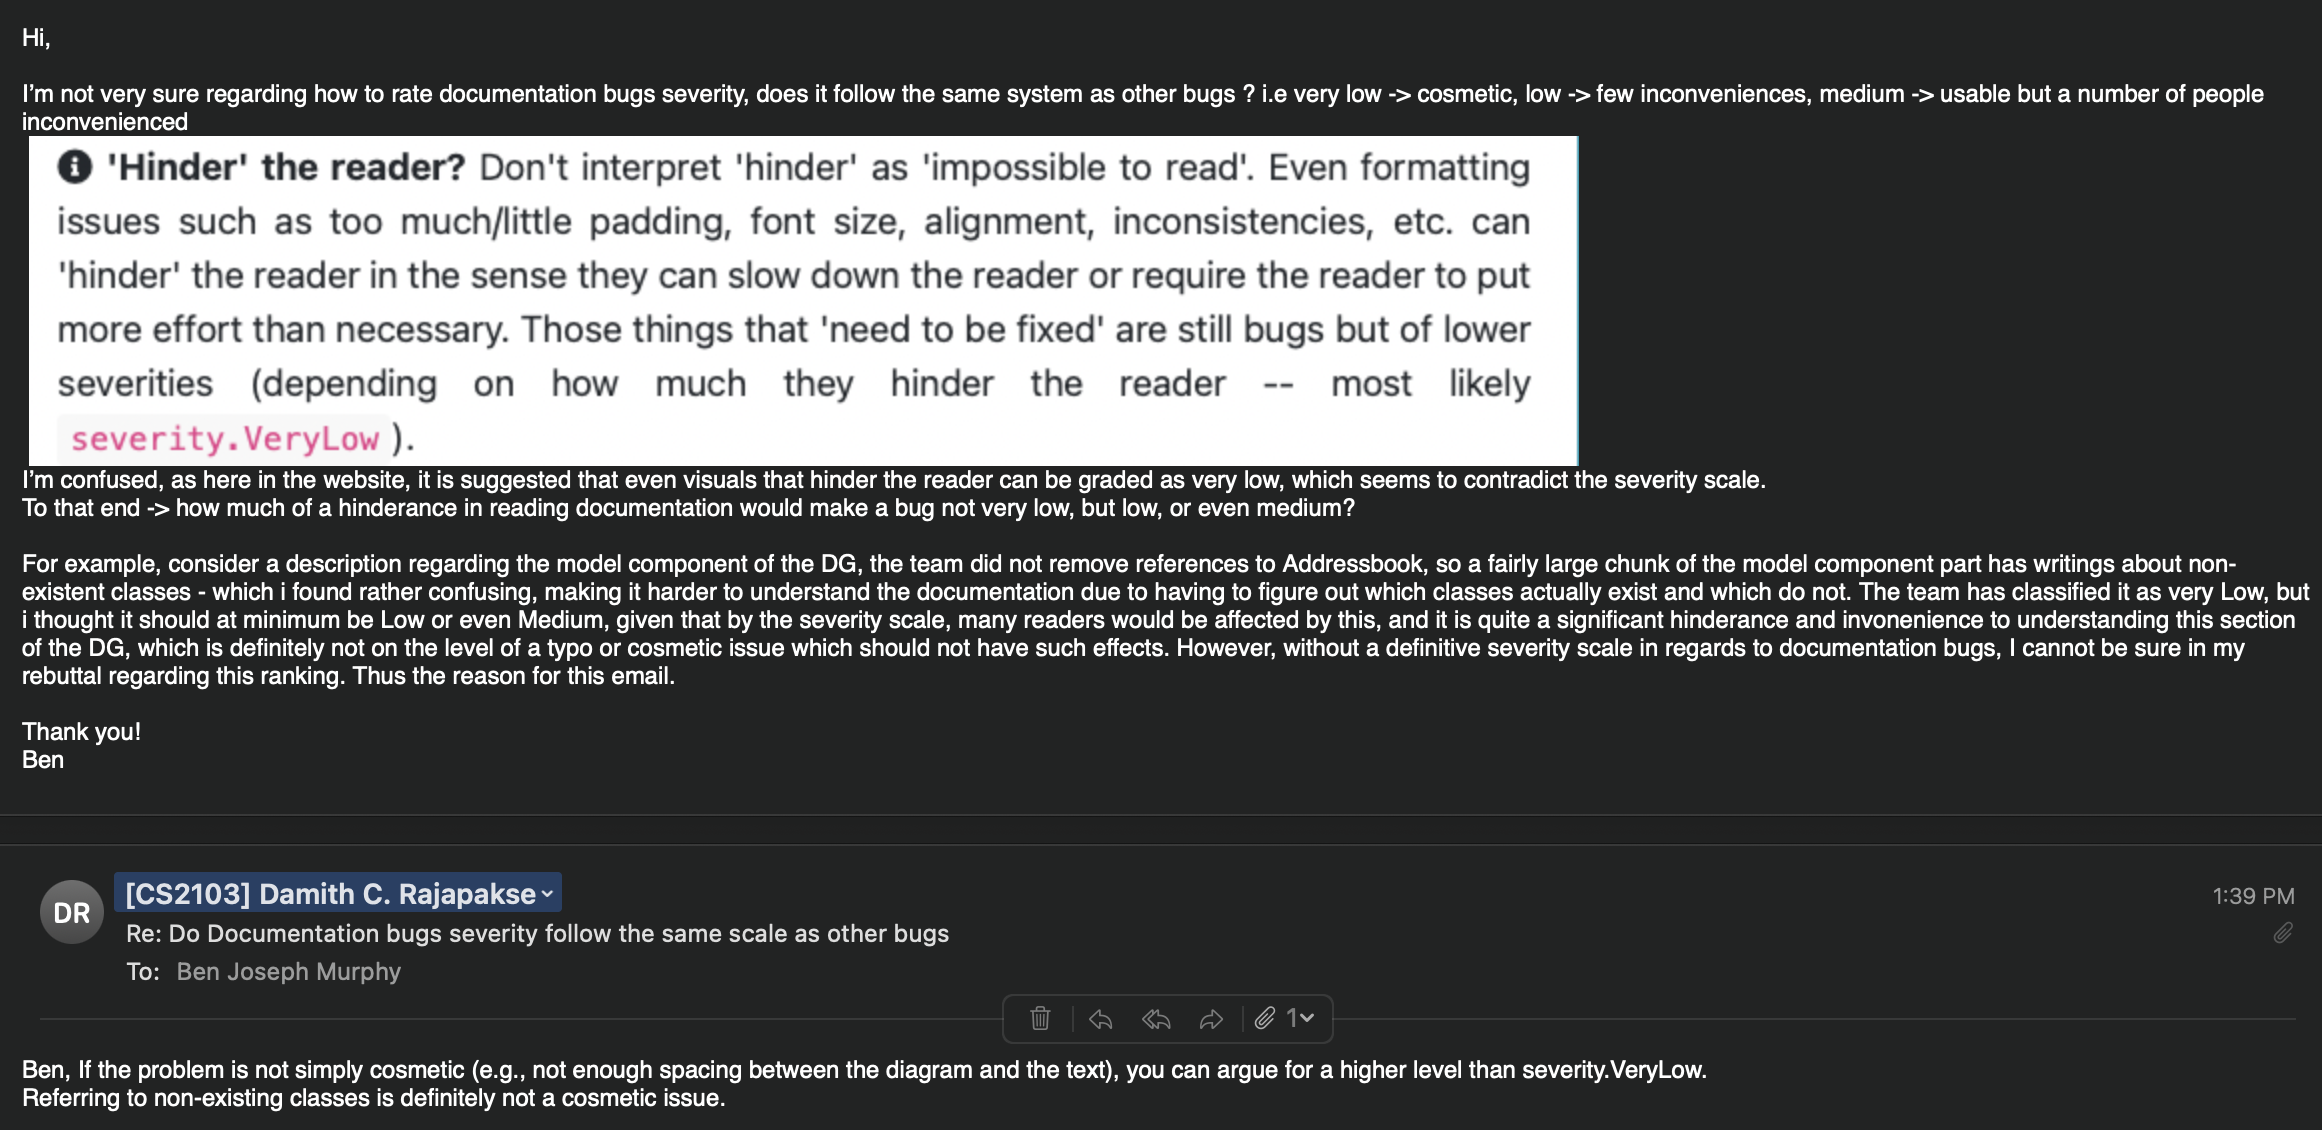 Hi,
I'm not very sure regarding how to rate documentation bugs severity, does it follow the same system as other bugs ? i.e very low -> cosmetic, low -> few inconveniences, medium -> usable but a number of people
inconvenienced
'Hinder' the reader? Don't interpret 'hinder' as 'impossible to read'. Even formatting
issues such as too much/little padding, font size, alignment, inconsistencies, etc. can
'hinder' the reader in the sense they can slow down the reader or require the reader to put
more effort than necessary. Those things that 'need to be fixed' are still bugs but of lower
severities (depending on how much they hinder the reader -- most likely
severity.VeryLow ).
I'm confused, as here in the website, it is suggested that even visuals that hinder the reader can be graded as very low, which seems to contradict the severity scale.
To that end -> how much of a hinderance in reading documentation would make a bug not very low, but low, or even medium?
For example, consider a description regarding the model component of the DG, the team did not remove references to Addressbook, so a fairly large chunk of the model component part has writings about non-
existent classes - which i found rather confusing, making it harder to understand the documentation due to having to figure out which classes actually exist and which do not. The team has classified it as very Low, but
i thought it should at minimum be Low or even Medium, given that by the severity scale, many readers would be affected by this, and it is quite a significant hinderance and invonenience to understanding this section
of the DG, which is definitely not on the level of a typo or cosmetic issue which should not have such effects. However, without a definitive severity scale in regards to documentation bugs, I cannot be sure in my
rebuttal regarding this ranking. Thus the reason for this email.
Thank you!
Ben
DR
[CS2103] Damith C. Rajapakse
1:39 PM
Re: Do Documentation bugs severity follow the same scale as other bugs
To: Ben Joseph Murphy
1
Ben, If the problem is not simply cosmetic (e.g., not enough spacing between the diagram and the text), you can argue for a higher level than severity.VeryLow.
Referring to non-existing classes is definitely not a cosmetic issue.